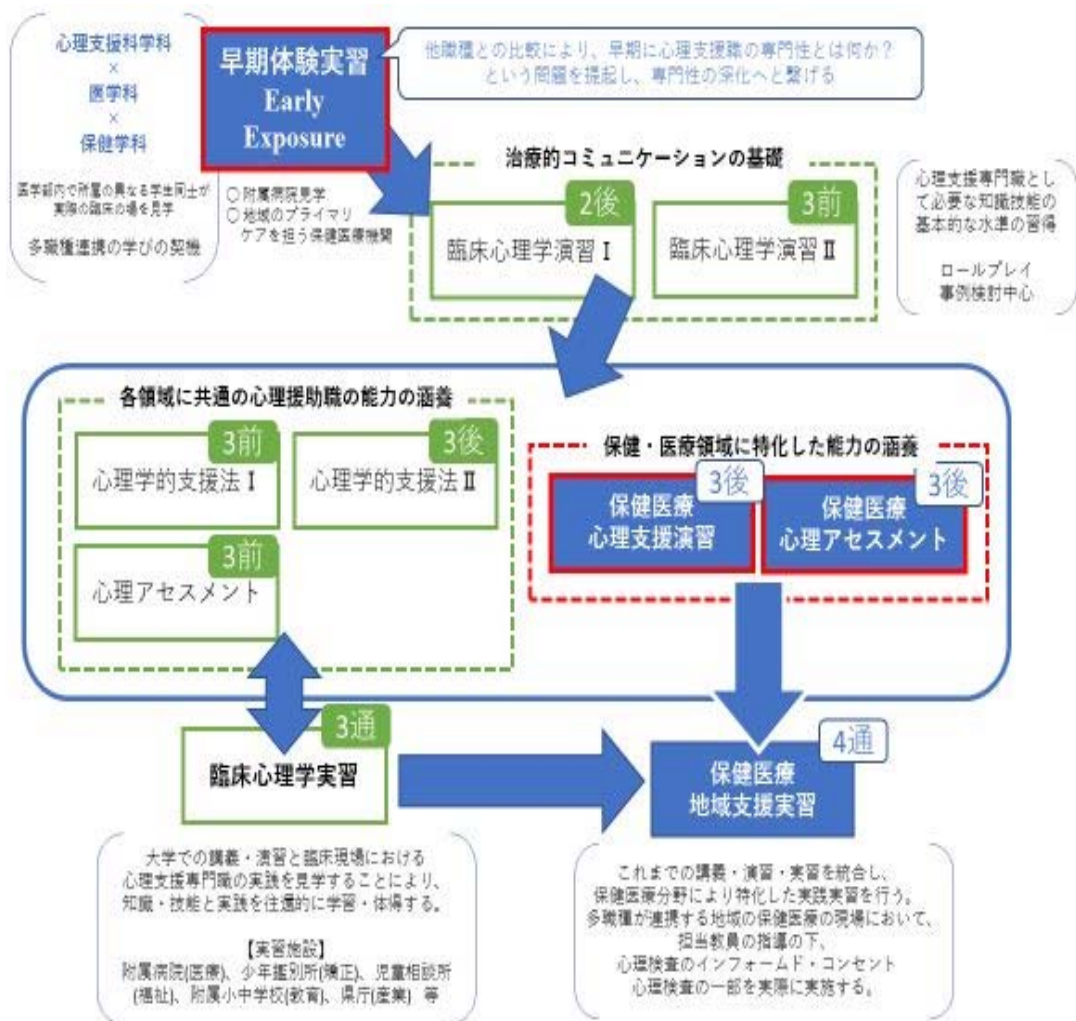 心理支援科学科
×
医学科
×
保健学科
医学部内で所属の異なる学生同士が
実際の臨床の場を見学
多職種連携の学びの契機
早期体験実習
Early
Exposure
他職種との比較により、早期に心理支援職の専門性とは何か?
という問題を提起し、専門性の深化へと繋げる
○附属病院見学
○地域のプライマリ
ケアを担う保健医療機関
治療的コミュニケーションの基礎
2後
臨床心理学演習Ⅰ
3前
臨床心理学演習Ⅱ
心理支援専門職とし
て必要な知識技能の
基本的な水準の習得
ロールプレイ
事例検討中心
各領域に共通の心理援助職の能力の涵養
3前
心理学的支援法Ⅰ
3後
心理学的支援法Ⅱ
3前
心理アセスメント
保健・医療領域に特化した能力の涵養
3後
保健医療
心理支援演習
3後
保健医療
心理アセスメント
3通
臨床心理学実習
4通
保健医療
地域支援実習
大学での講義・演習と臨床現場における
心理支援専門職の実践を見学することにより、
知識・技能と実践を往還的に学習・体得する。
【実習施設】
附属病院(医療)、少年鑑別所(矯正)、児童相談所
(福祉)、附属小中学校(教育)、県庁(産業) 等
これまでの講義・演習・実習を統合し、
保健医療分野により特化した実践実習を行う。
多職種が連携する地域の保健医療の現場において、
担当教員の指導の下、
心理検査のインフォームド・コンセント
心理検査の一部を実際に実施する。